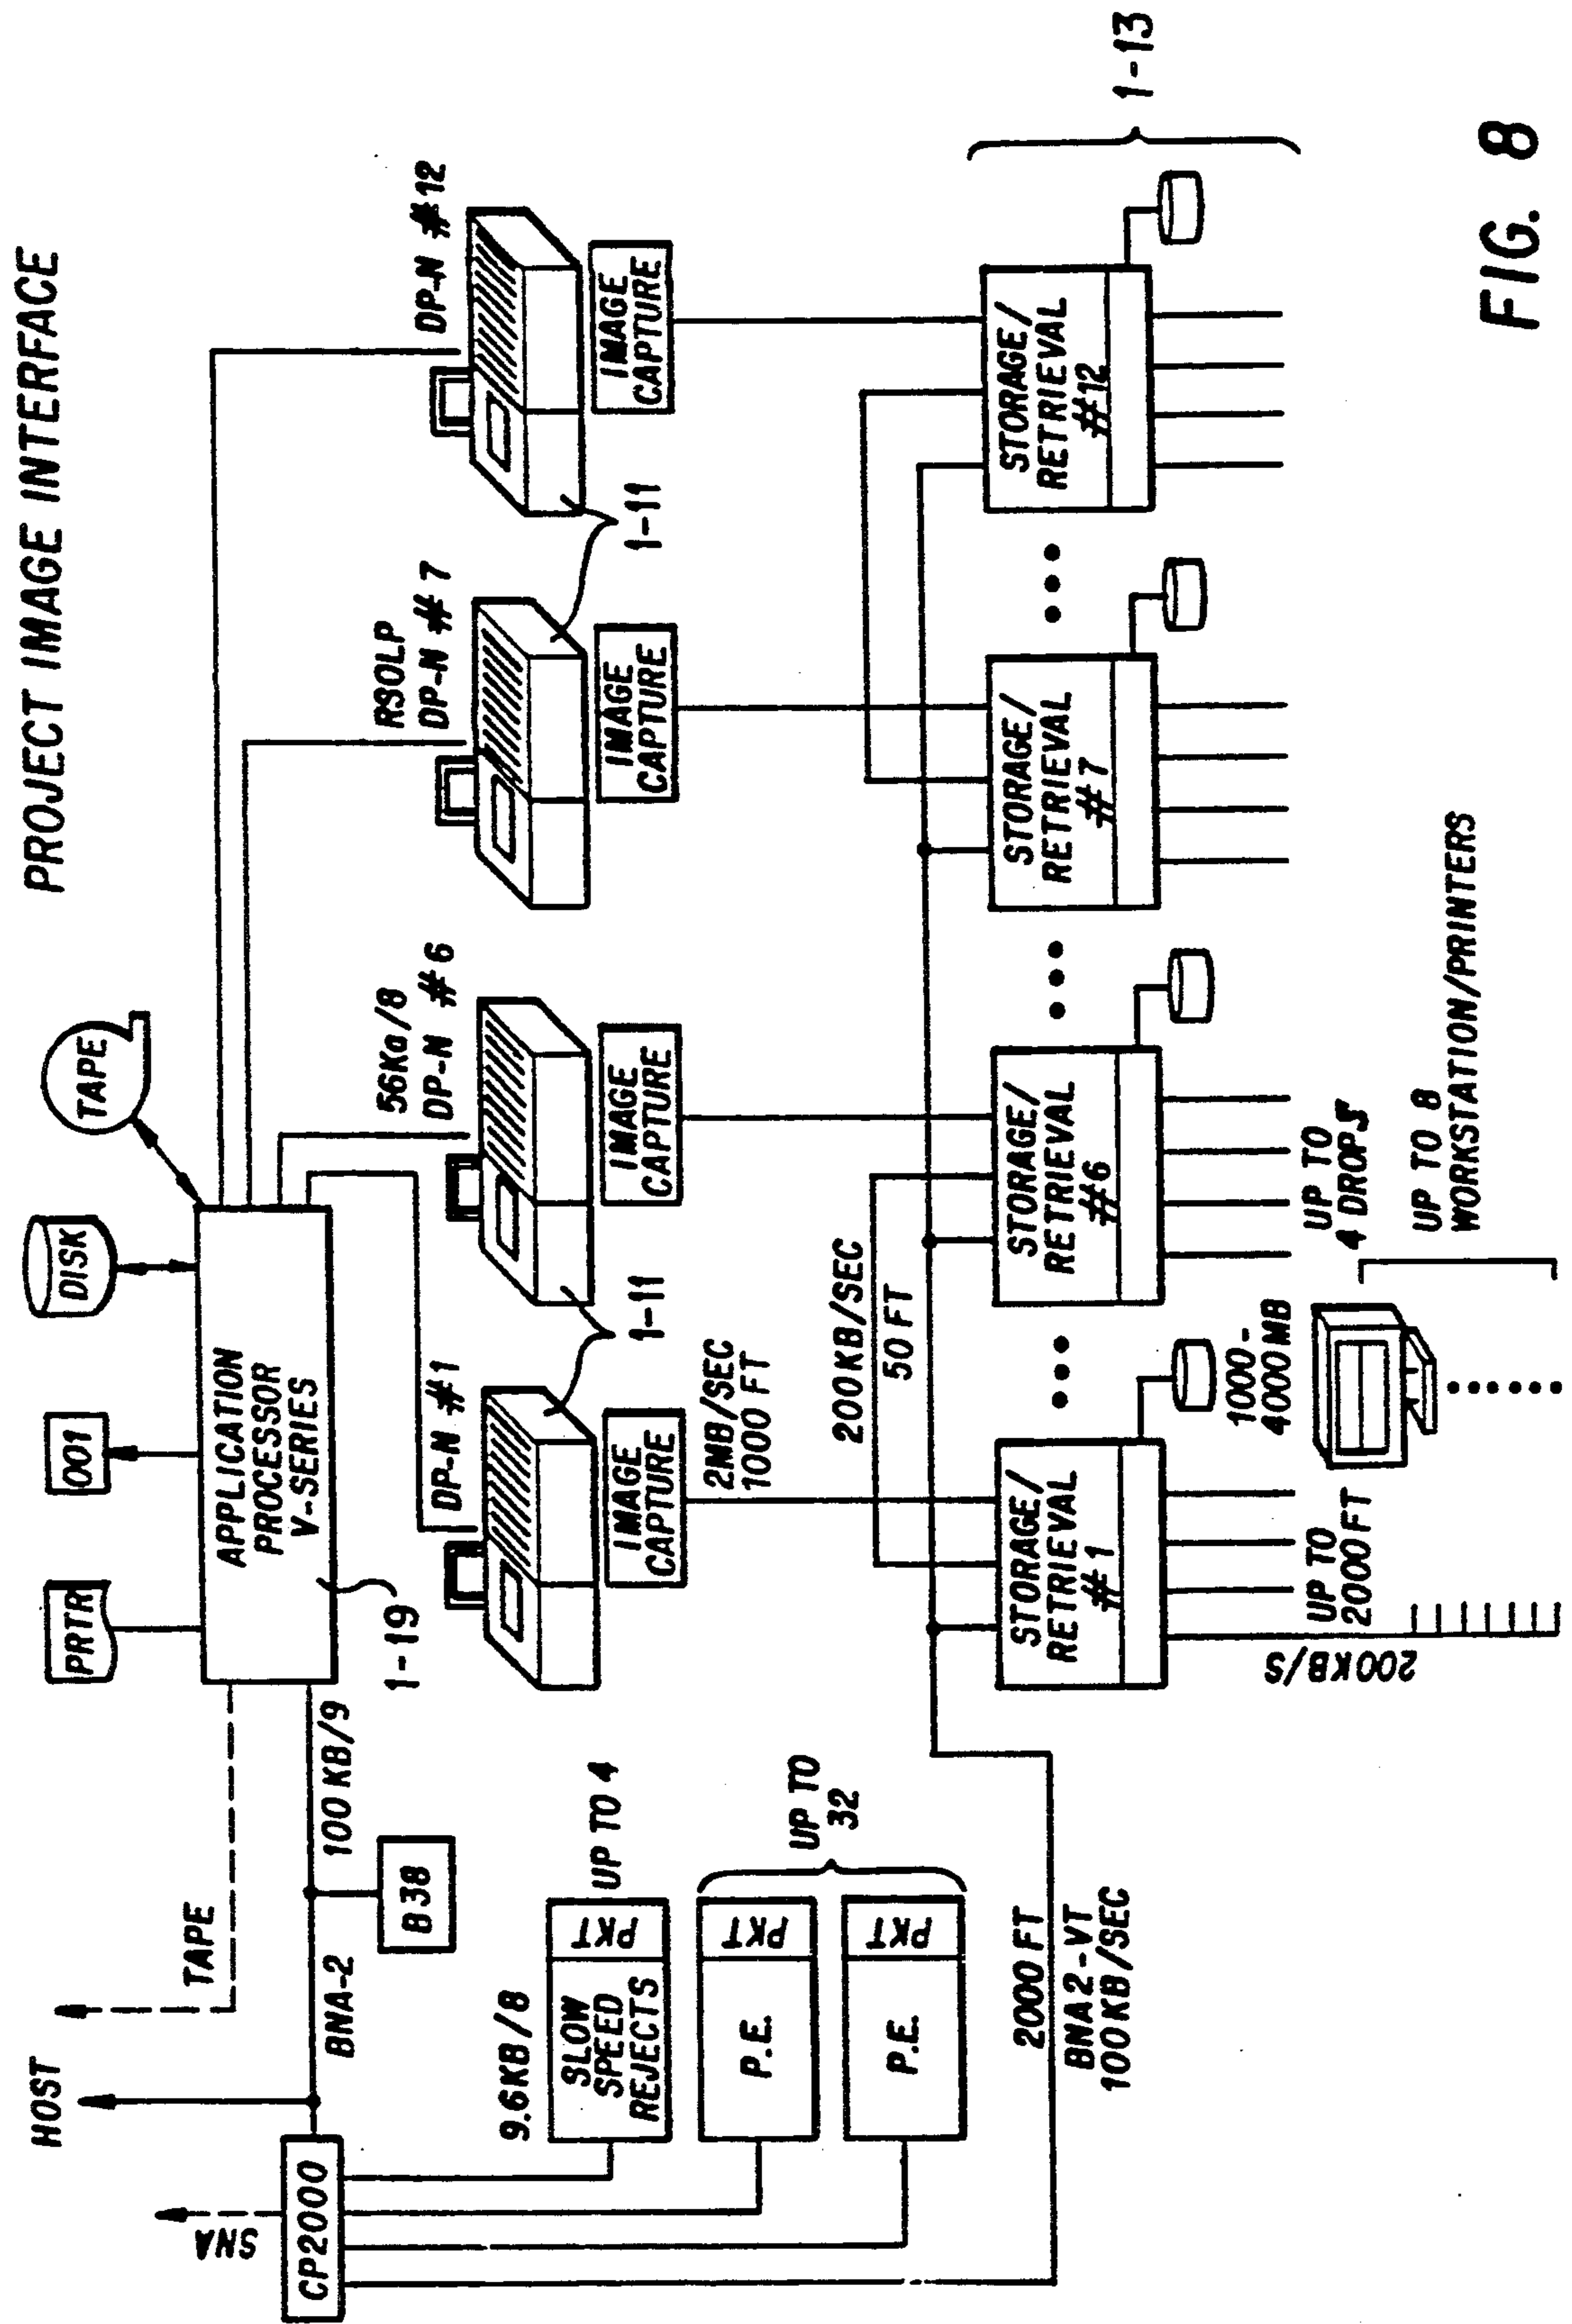 PROJECT IMAGE INTERFACE
HOST
TAPE
PRTR
001
DISK
TAPE
SNA
CP2000
BNA-2
100 KB/9
B38
APPLICATION
PROCESSOR
V-SERIES
1-19
DP-N #1
56Ka/8
DP-N #6
RSOLP
DP-N #7
DP-N #12
9.6KB/8
SLOW
SPEED
REJECTS
PKT
UP TO 4
P.E.
PKT
P.E.
PKT
UP TO
32
IMAGE
CAPTURE
IMAGE
CAPTURE
IMAGE
CAPTURE
IMAGE
CAPTURE
1-11
1-11
2MB/SEC
1000 FT
200KB/SEC
50 FT
2000 FT
BNA2-VT
100KB/SEC
STORAGE/
RETRIEVAL
#1
STORAGE/
RETRIEVAL
#6
STORAGE/
RETRIEVAL
#7
STORAGE/
RETRIEVAL
#12
1-13
200KB/S
UP TO
2000FT
1000-
4000MB
UP TO
4 DROPS
UP TO 8
WORKSTATION/PRINTERS
FIG. 8